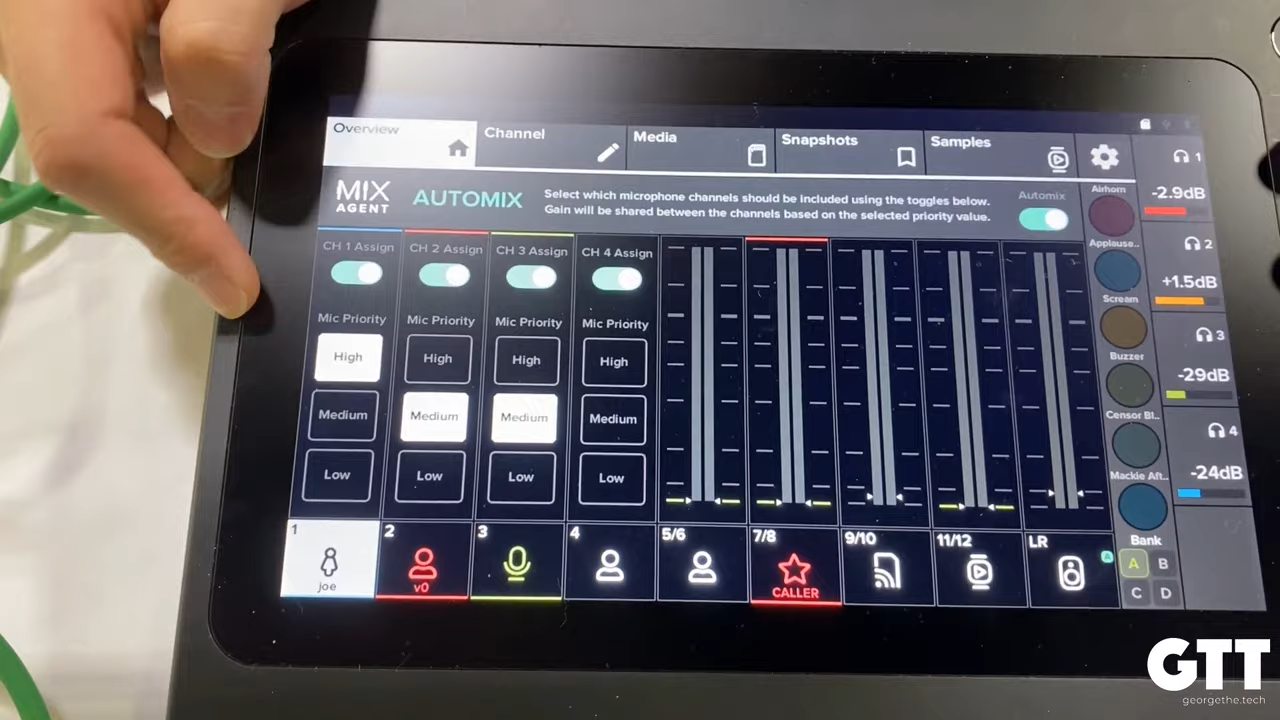 Overview
Channel
Media
Snapshots
Samples
MIX
AGENT
AUTOMIX
Select which microphone channels should be included using the toggles below.
Gain will be shared between the channels based on the selected priority value.
Automix
CH 1 Assign
CH 2 Assign
CH 3 Assign
CH 4 Assign
Mic Priority
Mic Priority
Mic Priority
Mic Priority
High
High
High
High
Medium
Medium
Medium
Medium
Low
Low
Low
Low
1
joe
2
v0
3
4
5/6
7/8
CALLER
9/10
11/12
LR
A
Airhorn
Applause..
Scream
Buzzer
Censor Bl..
Mackie Aft..
Bank
A
B
C
D
1
-2.9dB
2
+1.5dB
3
-29dB
4
-24dB
GTT
georgethe.tech